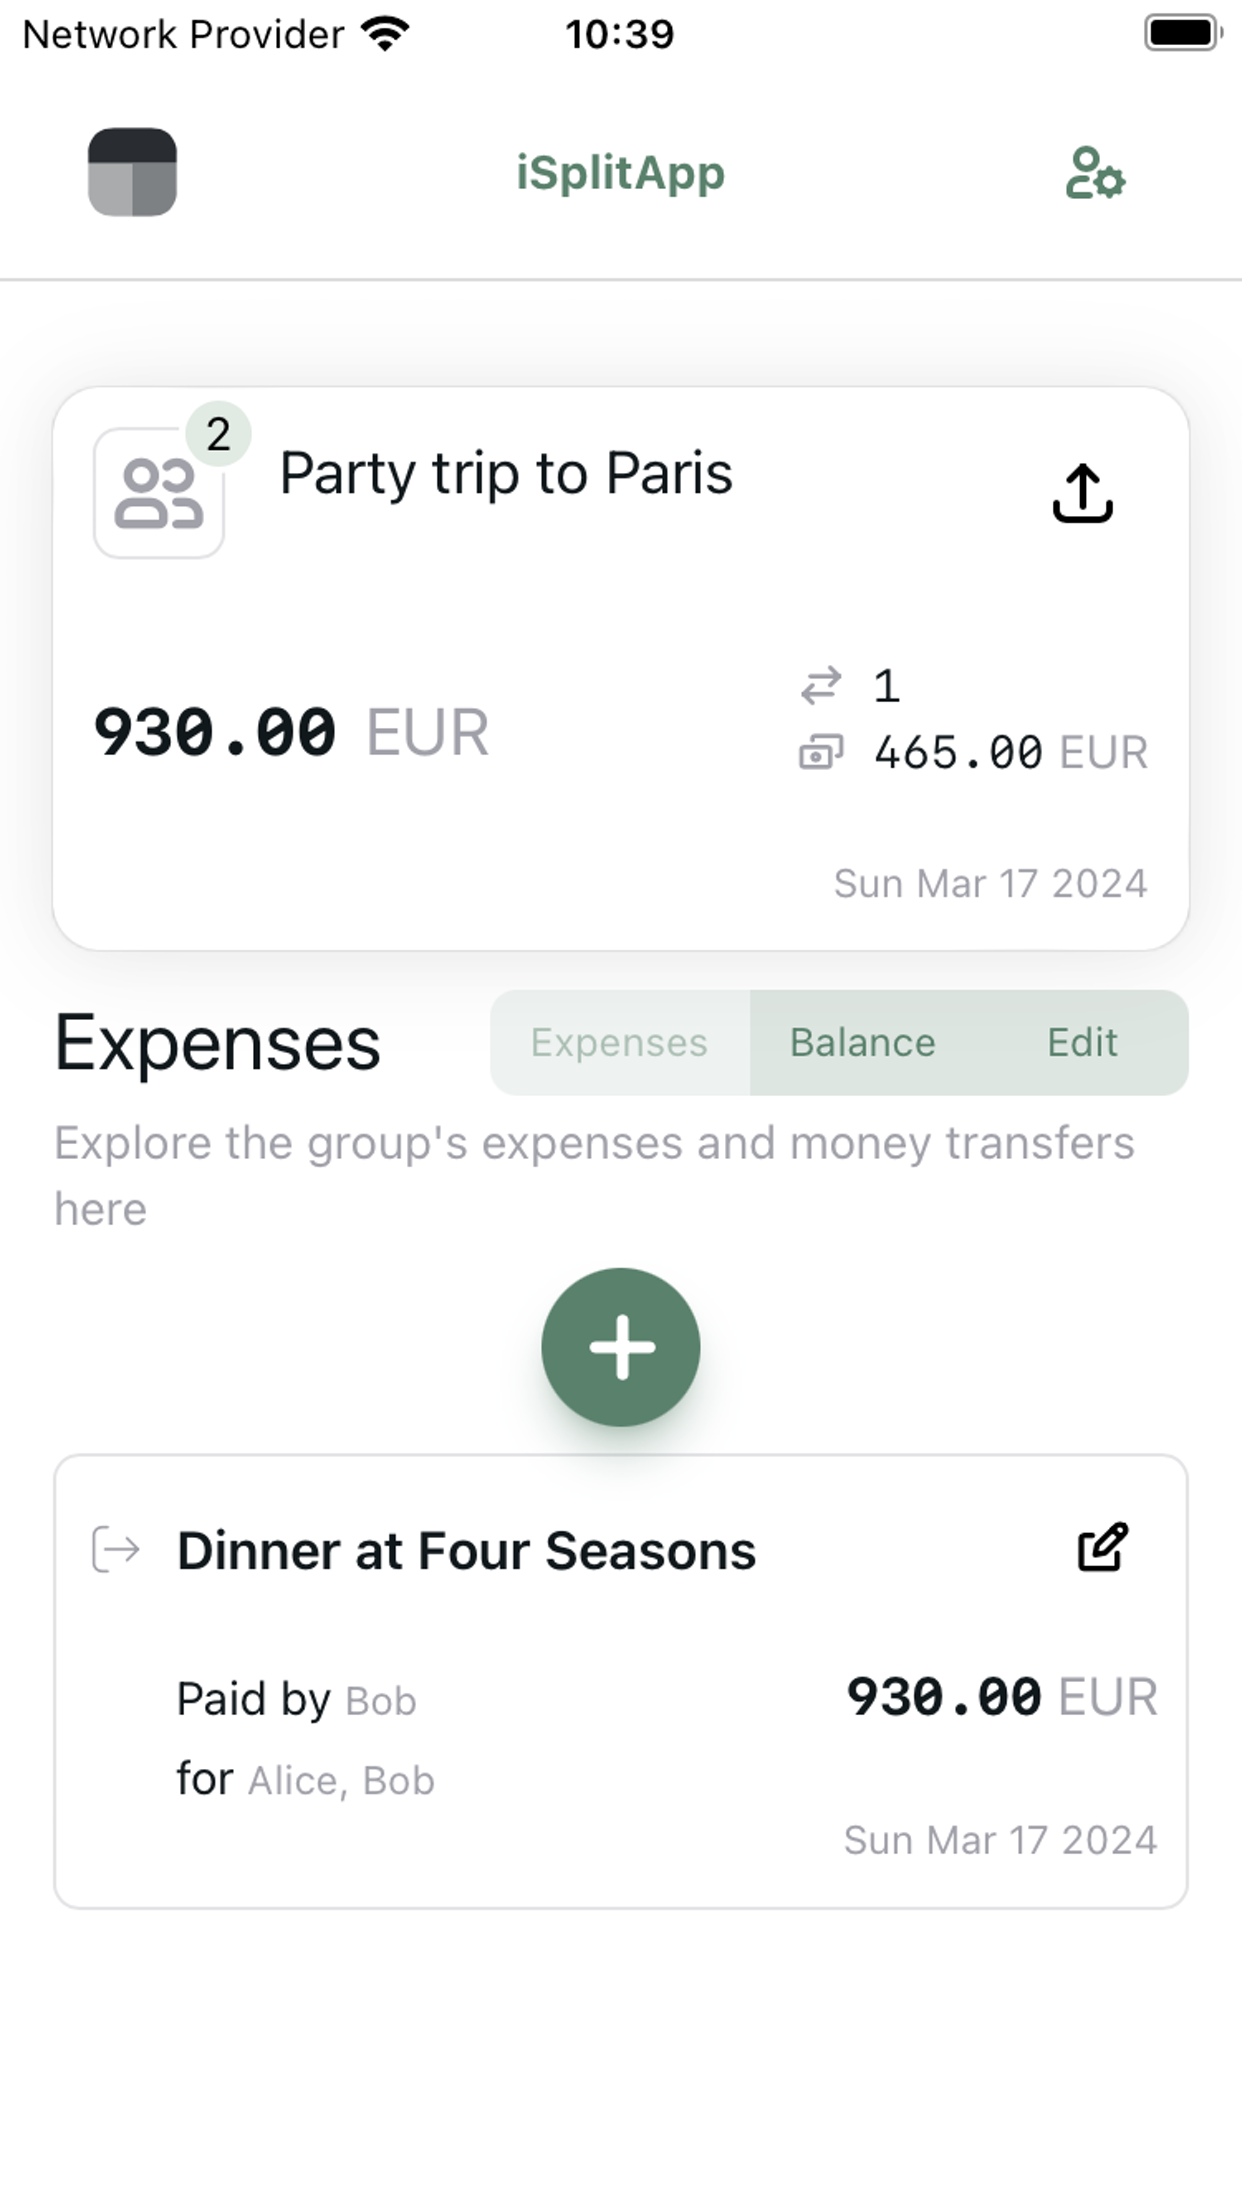 Network Provider 10:39
iSplitApp
2
Party trip to Paris
1
930.00 EUR
465.00 EUR
Sun Mar 17 2024
Expenses
Expenses Balance Edit
Explore the group's expenses and money transfers
here
Dinner at Four Seasons
Paid by Bob
930.00 EUR
for Alice, Bob
Sun Mar 17 2024